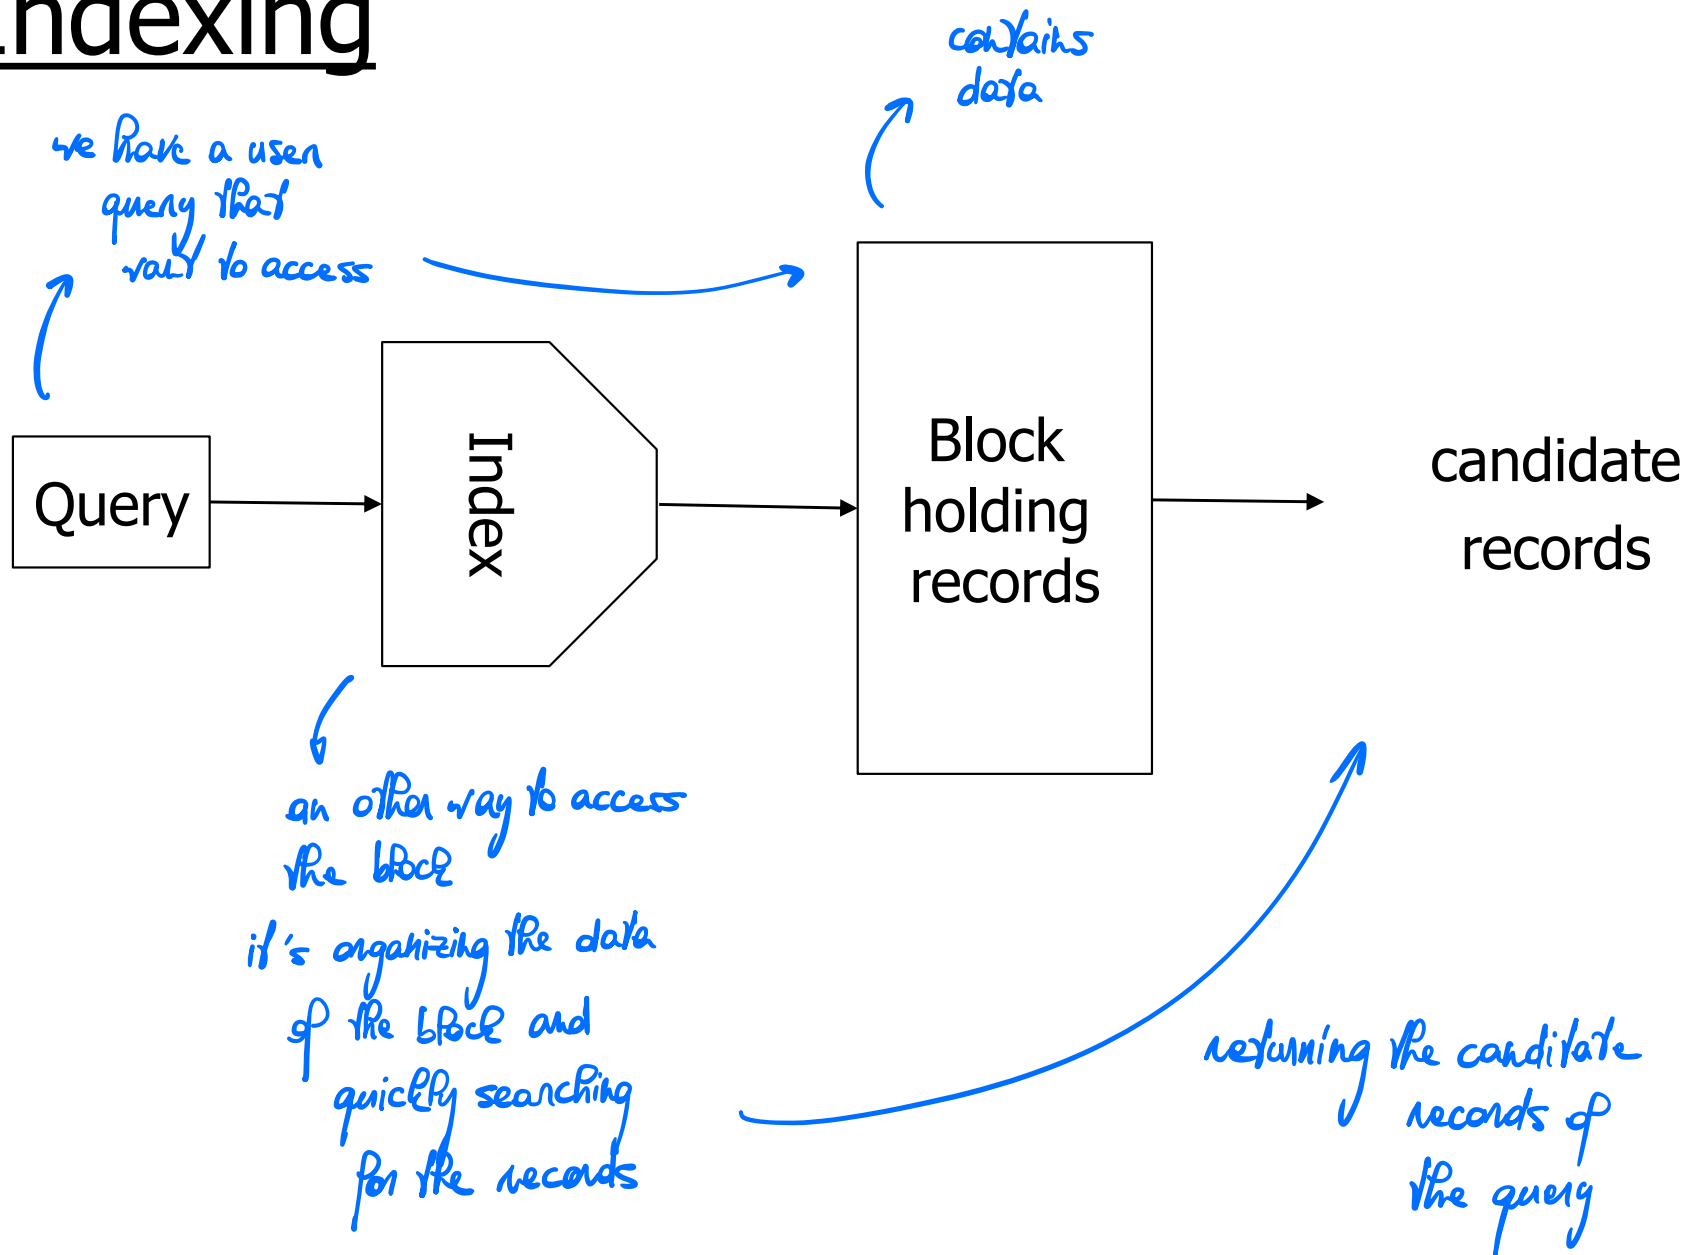 Indexing
contains
data
we have a user
query that
want to access
Query
Index
Block
holding
records
candidate
records
an other way to access
the block
it's organizing the data
of the block and
quickly searching
for the records
returning the canditate
records of
the query